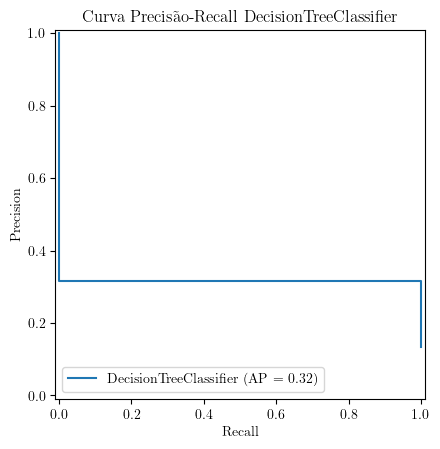 Curva Precisão-Recall DecisionTreeClassifier
1.0
0.8
0.6
0.4
0.2
0.0
Precision
DecisionTreeClassifier (AP = 0.32)
0.0 0.2 0.4 0.6 0.8 1.0
Recall